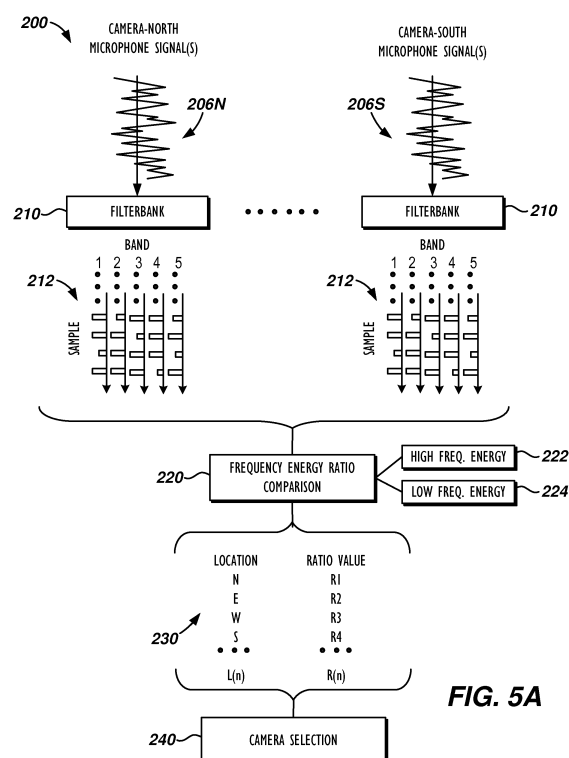 200
CAMERA-NORTH
MICROPHONE SIGNAL(S)
CAMERA-SOUTH
MICROPHONE SIGNAL(S)
206N
206S
210
FILTERBANK
FILTERBANK
210
BAND
1 2 3 4 5
212
SAMPLE
BAND
1 2 3 4 5
212
SAMPLE
220
FREQUENCY ENERGY RATIO
COMPARISON
HIGH FREQ. ENERGY
222
LOW FREQ. ENERGY
224
LOCATION RATIO VALUE
N R1
E R2
W R3
S R4
230
L(n) R(n)
FIG. 5A
240
CAMERA SELECTION